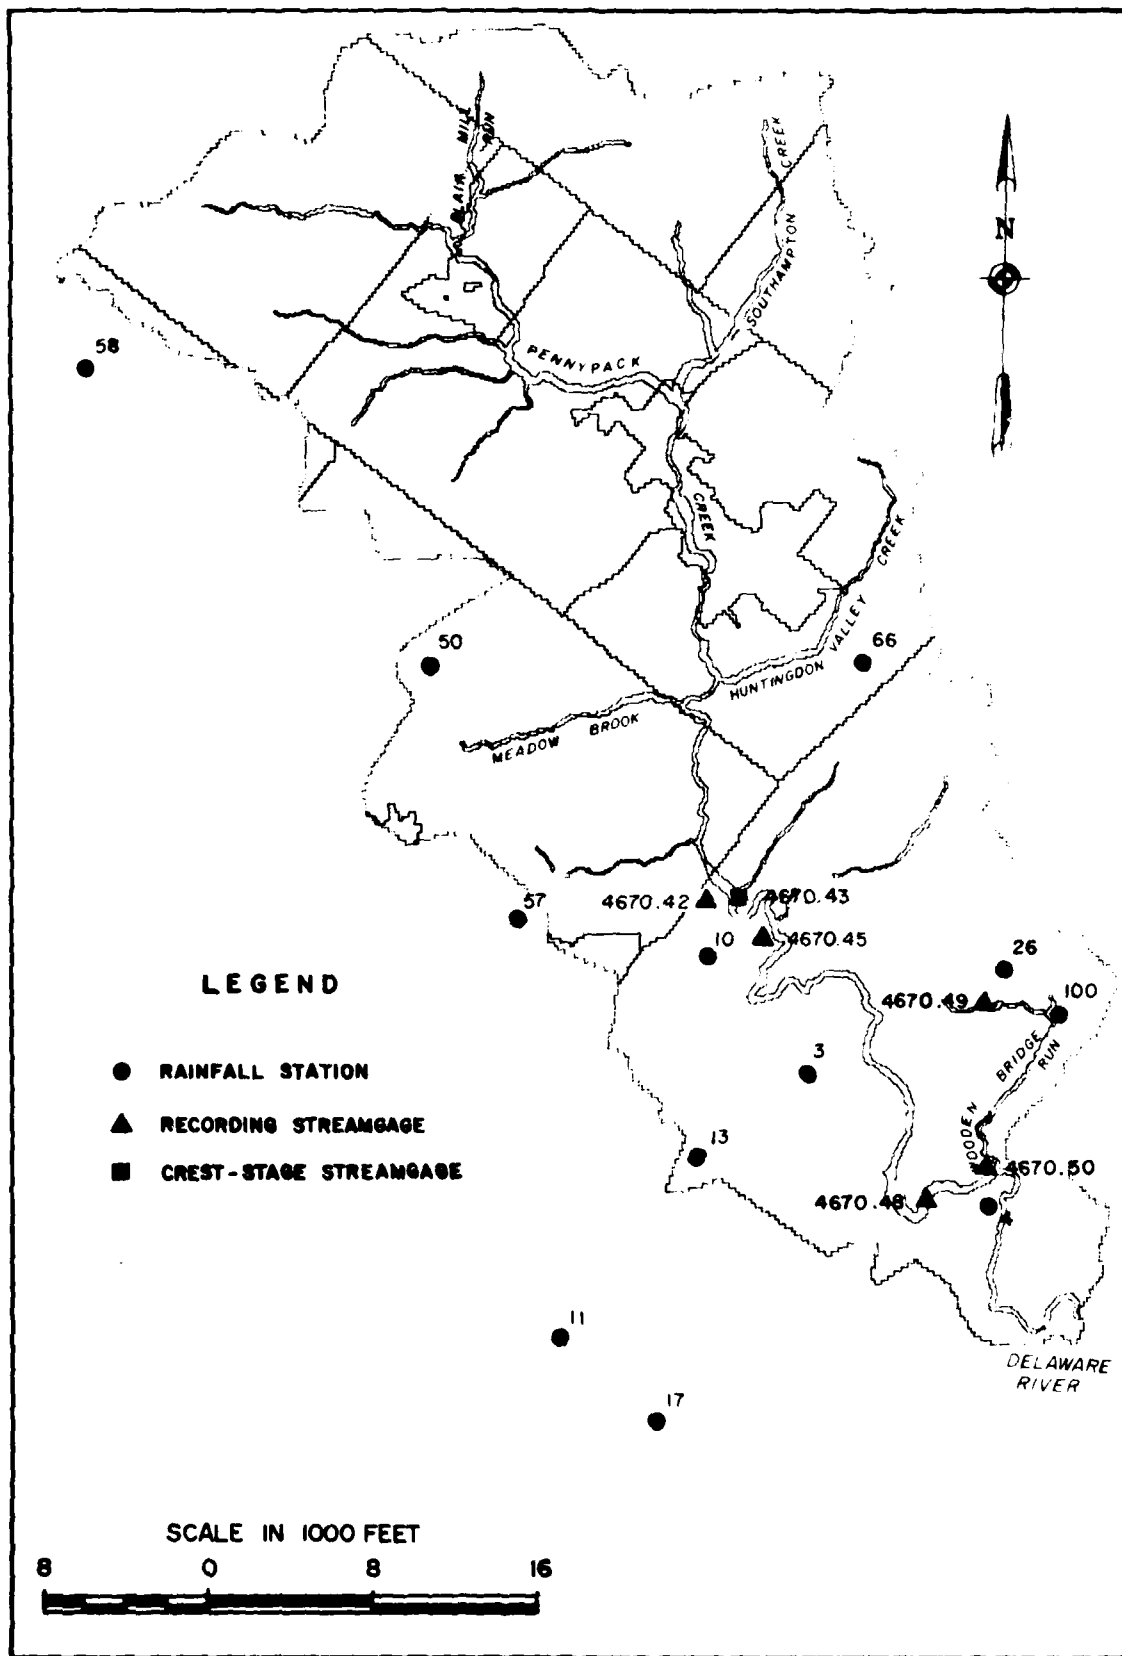 BLAIR MILL RUN
SOUTHAMPTON CREEK
N
58
PENNYPACK
CREEK
HUNTINGDON VALLEY CREEK
50
66
MEADOW BROOK
57
4670.42
4670.43
10
4670.45
26
4670.49
100
3
WOODEN BRIDGE RUN
13
4670.50
4670.48
4
LEGEND
RAINFALL STATION
RECORDING STREAMGAGE
CREST-STAGE STREAMGAGE
11
17
DELAWARE
RIVER
SCALE IN 1000 FEET
8 0 8 16